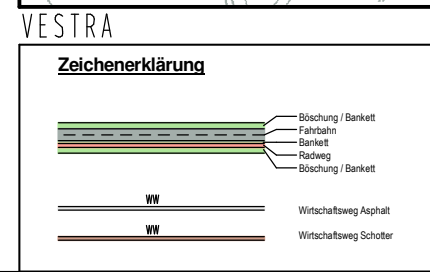 VESTRA
Zeichenerklärung
Böschung / Bankett
Fahrbahn
Bankett
Radweg
Böschung / Bankett
WW
Wirtschaftsweg Asphalt
WW
Wirtschaftsweg Schotter